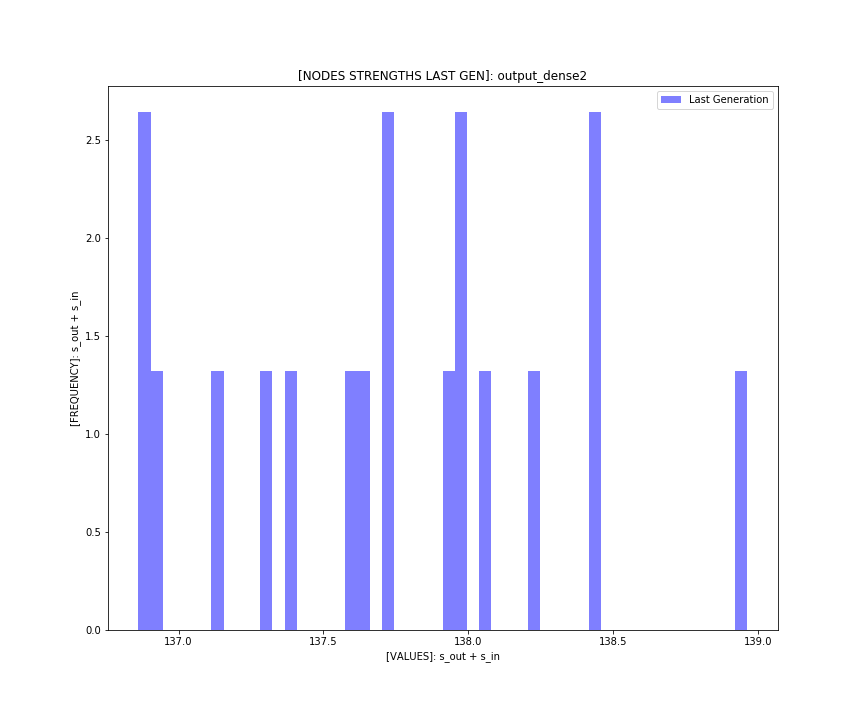 [NODES STRENGTHS LAST GEN]: output_dense2
Last Generation
[FREQUENCY]: s_out + s_in
2.5
2.0
1.5
1.0
0.5
0.0
137.0 137.5 138.0 138.5 139.0
[VALUES]: s_out + s_in